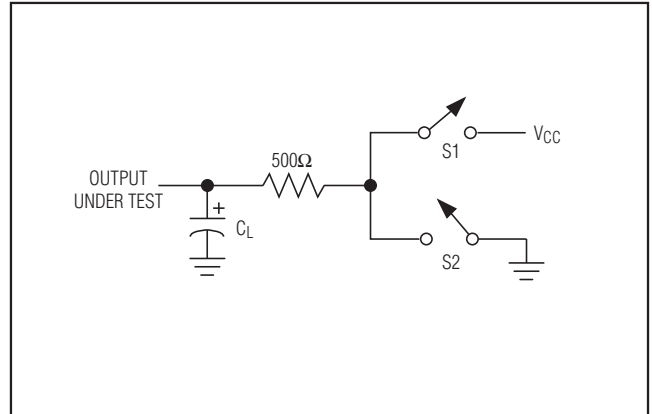 500Ω
OUTPUT
UNDER TEST
+
CL
S1
VCC
S2